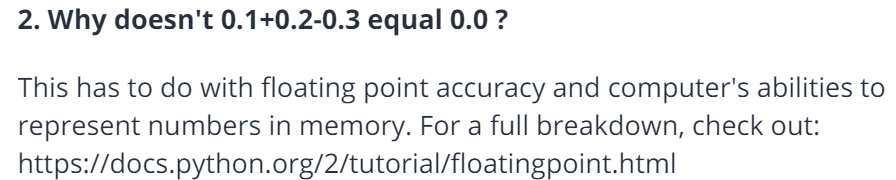 2. Why doesn't 0.1+0.2-0.3 equal 0.0 ?
This has to do with floating point accuracy and computer's abilities to
represent numbers in memory. For a full breakdown, check out:
https://docs.python.org/2/tutorial/floatingpoint.html